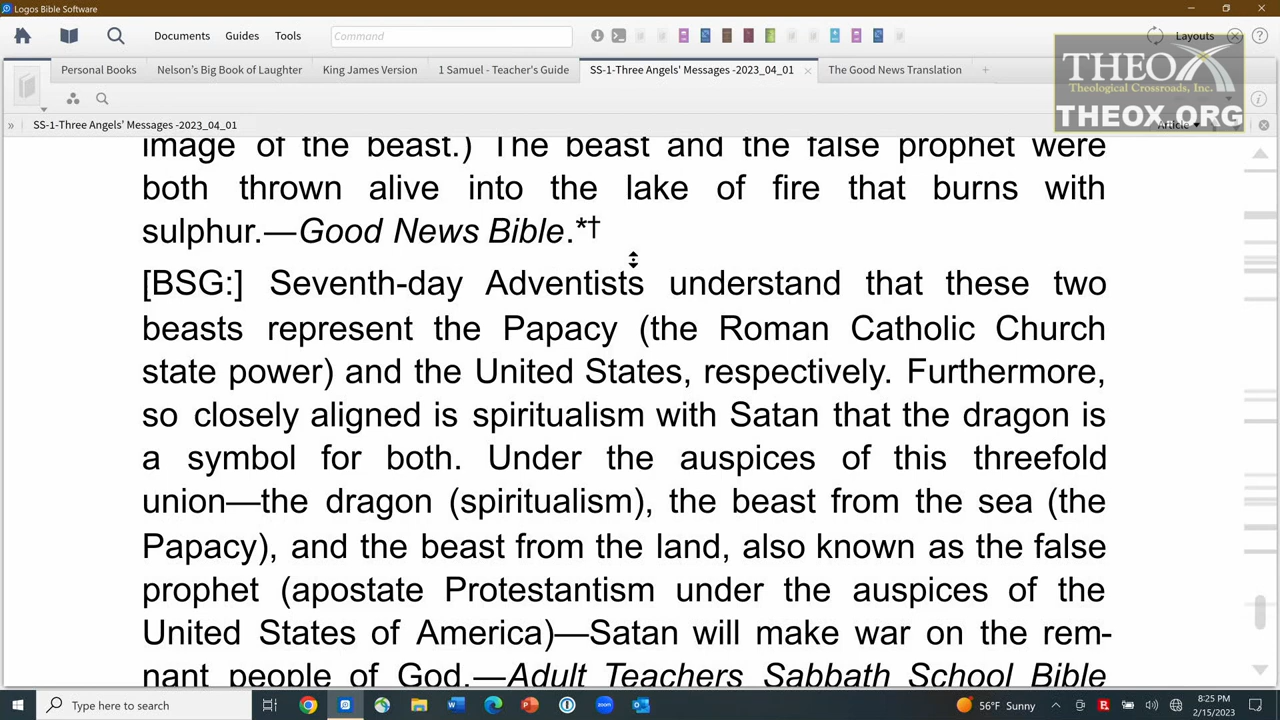 Logos Bible Software
Documents Guides Tools Command Layouts
Personal Books Nelson's Big Book of Laughter King James Versi 1 Samuel - Teacher's Guide SS-1-Three Angels' Messages -2023_04_01 The Good News Translation
THEOX
Theological Crossroads, Inc.
THEOX.ORG
SS-1-Three Angels' Messages -2023_04_01 Article
image of the beast.) The beast and the false prophet were
both thrown alive into the lake of fire that burns with
sulphur.—Good News Bible.*†
[BSG:] Seventh-day Adventists understand that these two
beasts represent the Papacy (the Roman Catholic Church
state power) and the United States, respectively. Furthermore,
so closely aligned is spiritualism with Satan that the dragon is
a symbol for both. Under the auspices of this threefold
union—the dragon (spiritualism), the beast from the sea (the
Papacy), and the beast from the land, also known as the false
prophet (apostate Protestantism under the auspices of the
United States of America)—Satan will make war on the rem-
nant people of God.—Adult Teachers Sabbath School Bible
Type here to search
56°F Sunny
8:25 PM
2/15/2023